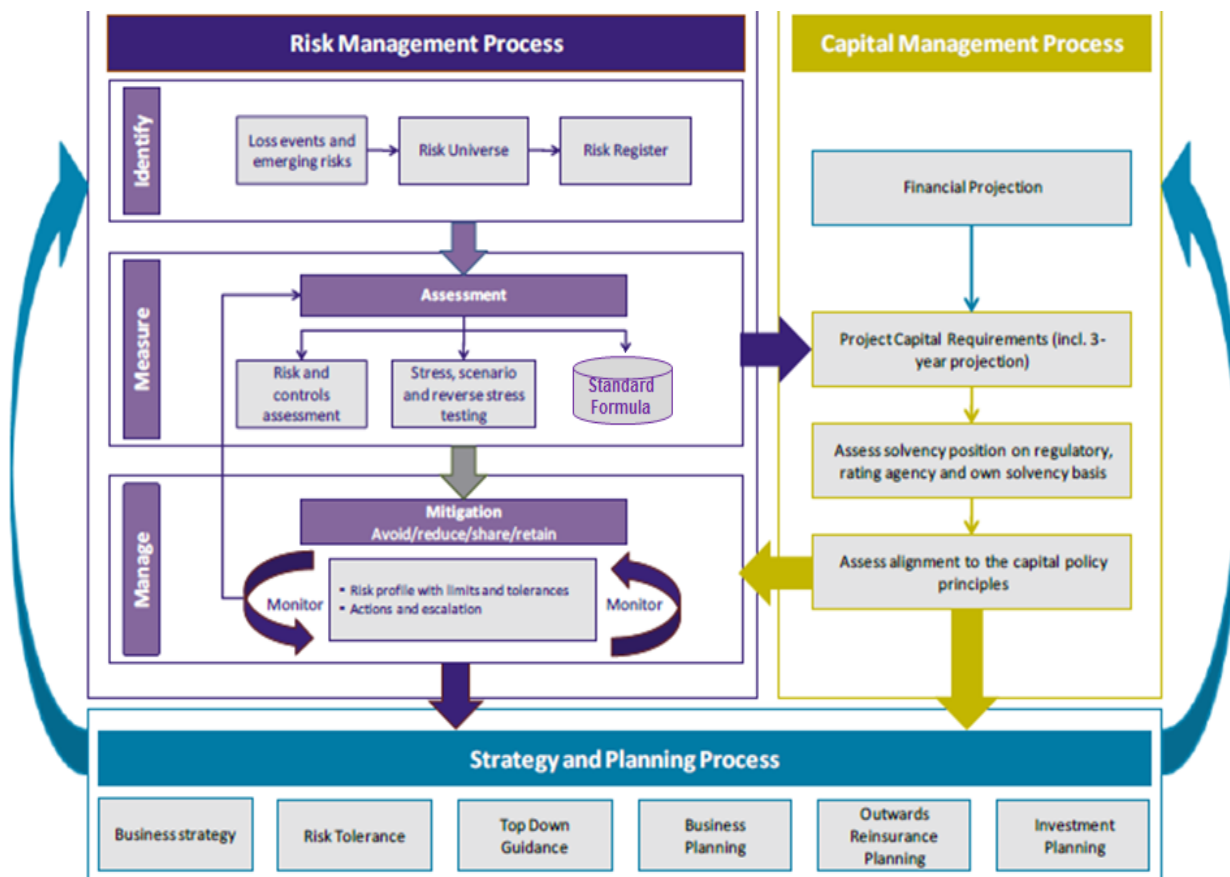 Risk Management Process
Capital Management Process
Identify
Loss events and
emerging risks
Risk Universe
Risk Register
Financial Projection
Measure
Assessment
Risk and
controls
assessment
Stress, scenario
and reverse stress
testing
Standard
Formula
Project Capital Requirements (incl. 3-
year projection)
Assess solvency position on regulatory,
rating agency and own solvency basis
Manage
Mitigation
Avoid/reduce/share/retain
Monitor
▪ Risk profile with limits and tolerances
▪ Actions and escalation
Monitor
Assess alignment to the capital policy
principles
Strategy and Planning Process
Business strategy
Risk Tolerance
Top Down
Guidance
Business
Planning
Outwards
Reinsurance
Planning
Investment
Planning